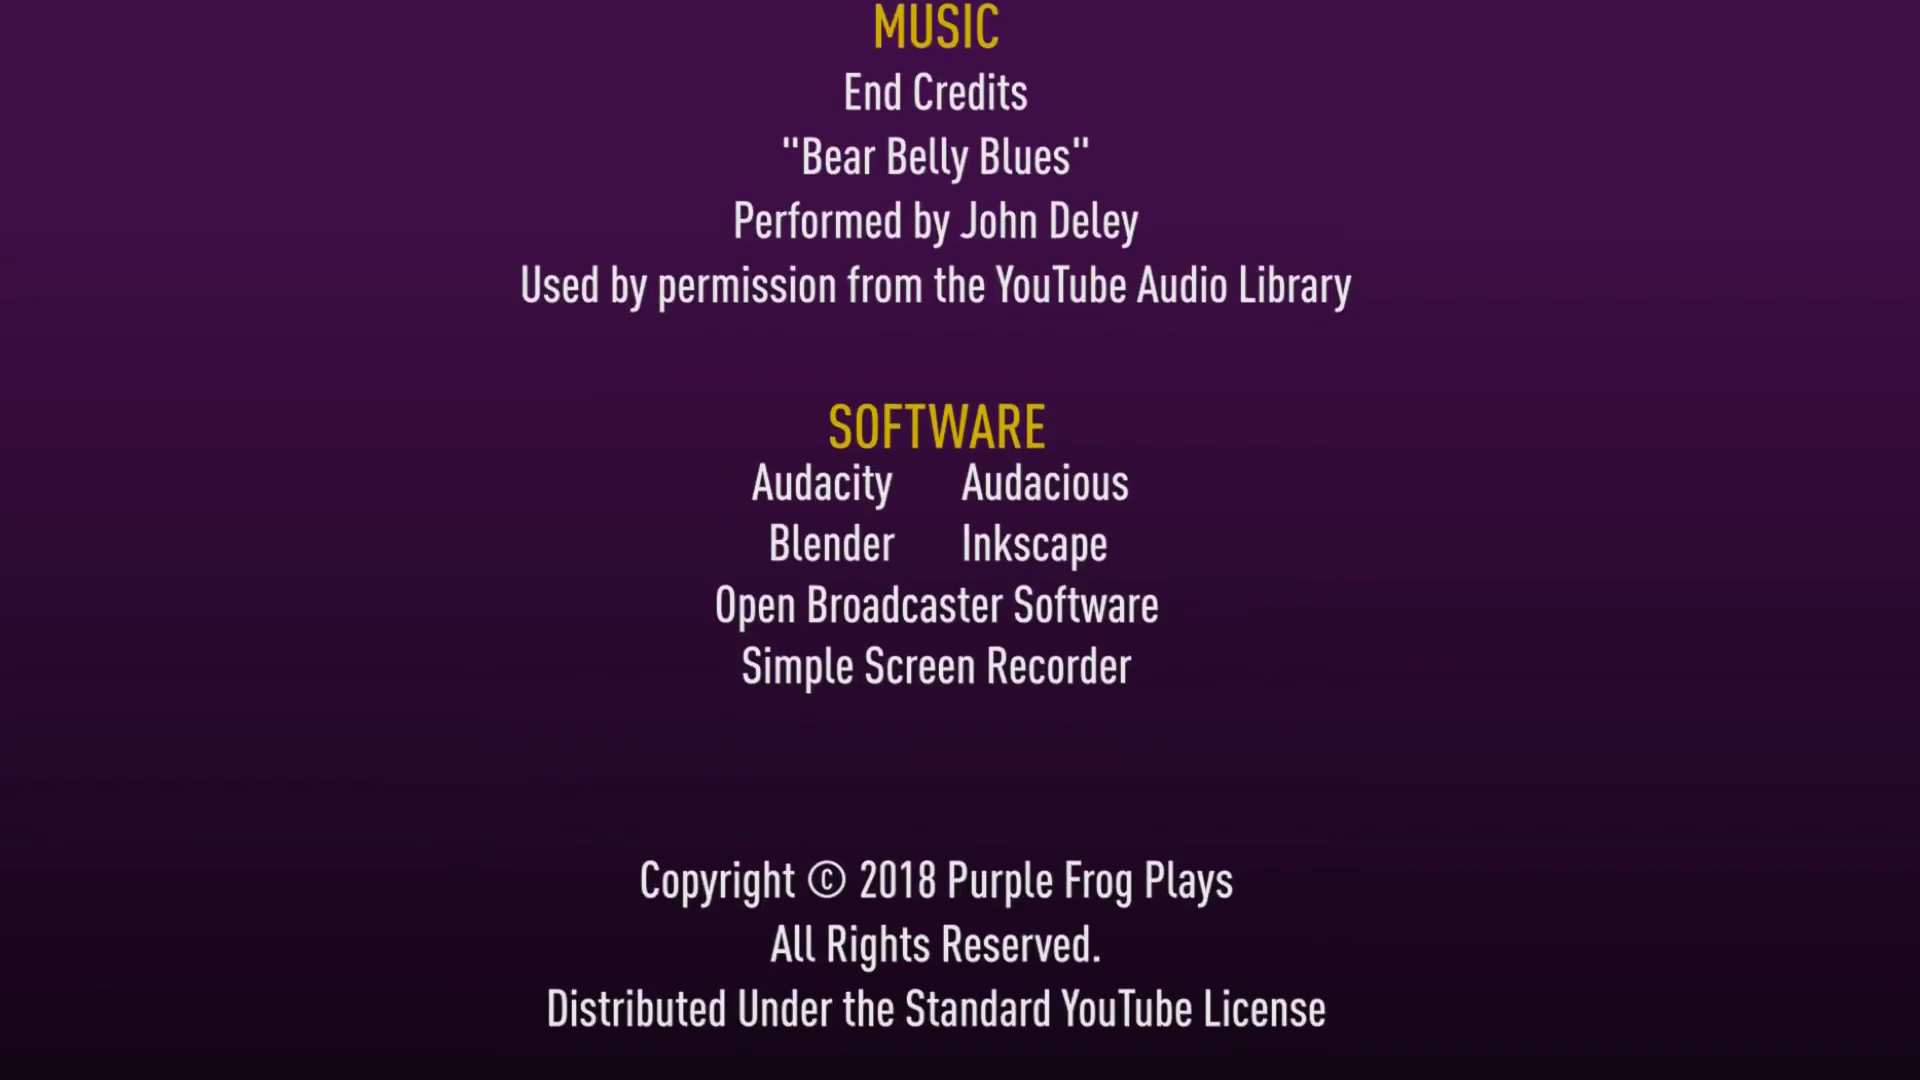 MUSIC
End Credits
"Bear Belly Blues"
Performed by John Deley
Used by permission from the YouTube Audio Library
SOFTWARE
Audacity Audacious
Blender Inkscape
Open Broadcaster Software
Simple Screen Recorder
Copyright © 2018 Purple Frog Plays
All Rights Reserved.
Distributed Under the Standard YouTube License